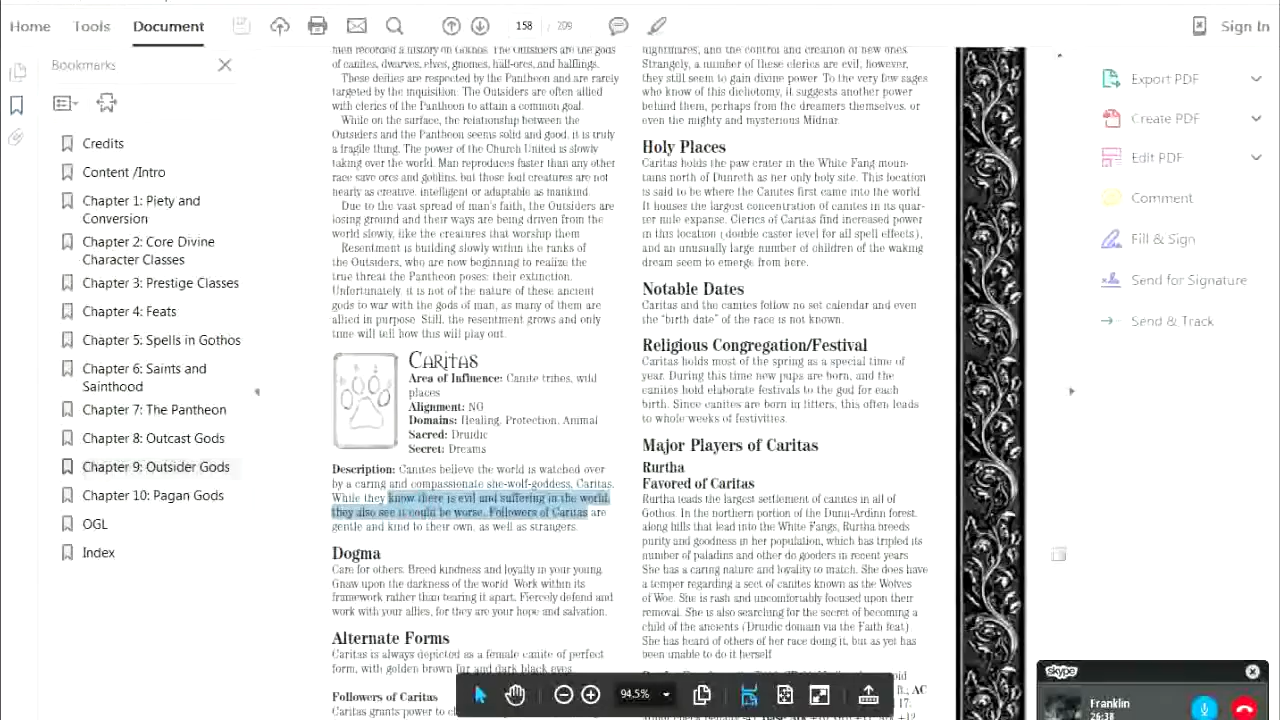 Home Tools Document 158 / 209 Sign In
Bookmarks
Credits
Content /Intro
Chapter 1: Piety and
Conversion
Chapter 2: Core Divine
Character Classes
Chapter 3: Prestige Classes
Chapter 4: Feats
Chapter 5: Spells in Gothos
Chapter 6: Saints and
Sainthood
Chapter 7: The Pantheon
Chapter 8: Outcast Gods
Chapter 9: Outsider Gods
Chapter 10: Pagan Gods
OGL
Index
men recorded a history on Gothos. The Outsiders are the gods
of canites, dwarves, elves, gnomes, half-orcs, and halflings.
These deities are respected by the Pantheon and are rarely
targeted by the inquisition. The Outsiders are often allied
with clerics of the Pantheon to attain a common goal.
While on the surface, the relationship between the
Outsiders and the Pantheon seems solid and good, it is truly
a fragile thing. The power of the Church United is slowly
taking over the world. Man reproduces faster than any other
race save orcs and goblins, but those foul creatures are not
nearly as creative, intelligent or adaptable as mankind.
Due to the vast spread of man's faith, the Outsiders are
losing ground and their ways are being driven from the
world slowly, like the creatures that worship them.
Resentment is building slowly within the ranks of
the Outsiders, who are now beginning to realize the
true threat the Pantheon poses: their extinction.
Unfortunately, it is not of the nature of these ancient
gods to war with the gods of man, as many of them are
allied in purpose. Still, the resentment grows and only
time will tell how this will play out.
Caritas
Area of Influence: Canite tribes, wild
places
Alignment: NG
Domains: Healing, Protection, Animal
Sacred: Druidic
Secret: Dreams
Description: Canites believe the world is watched over
by a caring and compassionate she-wolf-goddess, Caritas.
While they know there is evil and suffering in the world,
they also see it could be worse. Followers of Caritas are
gentle and kind to their own, as well as strangers.
Dogma
Care for others. Breed kindness and loyalty in your young.
Gnaw upon the darkness of the world. Work within its
framework rather than tearing it apart. Fiercely defend and
work with your allies, for they are your hope and salvation.
Alternate Forms
Caritas is always depicted as a female canite of perfect
form, with golden brown fur and dark black eyes.
Followers of Caritas
Caritas grants power to
nightmares, and the control and creation of new ones.
Strangely, a number of these clerics are evil, however,
they still seem to gain divine power. To the very few sages
who know of this dichotomy, it suggests another power
behind them, perhaps from the dreamers themselves, or
even the mighty and mysterious Midnar.
Holy Places
Caritas holds the paw crater in the White Fang moun-
tains north of Dunreth as her only holy site. This location
is said to be where the Canites first came into the world.
It houses the largest concentration of canites in its quar-
ter mile expanse. Clerics of Caritas find increased power
in this location (double caster level for all spell effects),
and an unusually large number of children of the waking
dream seem to emerge from here.
Notable Dates
Caritas and the canites follow no set calendar and even
the “birth date” of the race is not known.
Religious Congregation/Festival
Caritas holds most of the spring as a special time of
year. During this time new pups are born, and the
canites hold elaborate festivals to the god for each
birth. Since canites are born in litters, this often leads
to whole weeks of festivities.
Major Players of Caritas
Rurtha
Favored of Caritas
Rurtha leads the largest settlement of canites in all of
Gothos. In the northern portion of the Dunn-Ardinn forest,
along hills that lead into the White Fangs, Rurtha breeds
purity and goodness in her population, which has tripled its
number of paladins and other do gooders in recent years.
She has a caring nature and loyalty to match. She does have
a temper regarding a sect of canites known as the Wolves
of Woe. She is rash and uncomfortably focused upon their
removal. She is also searching for the secret of becoming a
child of the ancients (Druidic domain via the Faith feat).
She has heard of others of her race doing it, but as yet has
been unable to do it herself.
ft., AC
17;
94.5%
Export PDF
Create PDF
Edit PDF
Comment
Fill & Sign
Send for Signature
Send & Track
skype
Franklin
26:38